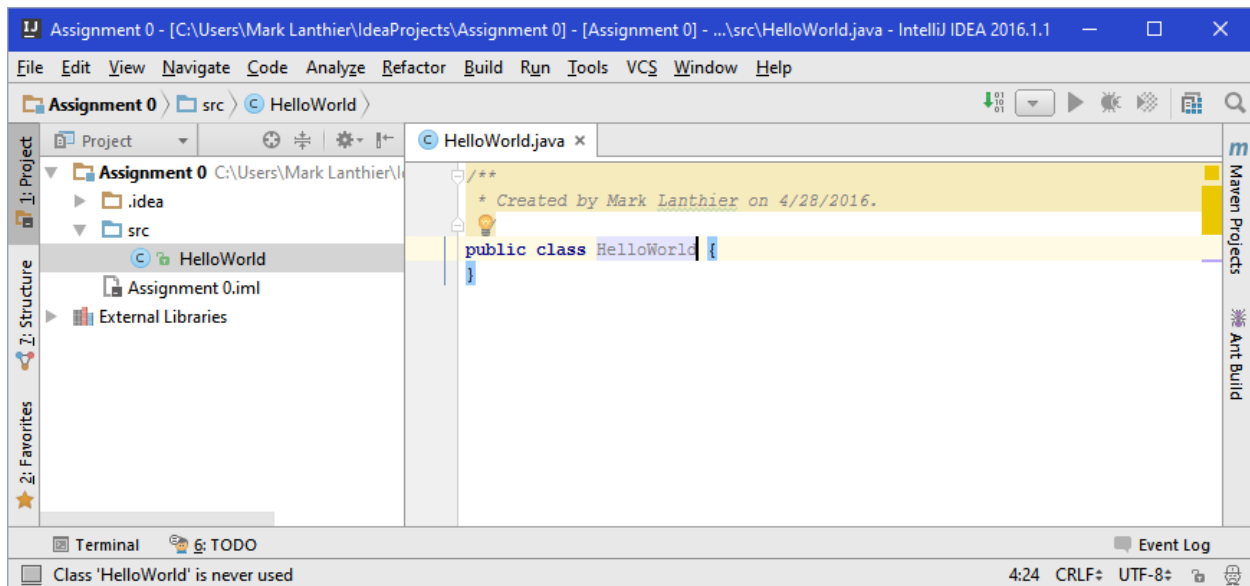 Assignment 0 - [C:\Users\Mark Lanthier\IdeaProjects\Assignment 0] - [Assignment 0] - ...\src\HelloWorld.java - IntelliJ IDEA 2016.1.1
File Edit View Navigate Code Analyze Refactor Build Run Tools VCS Window Help
Assignment 0 src HelloWorld
1: Project
7: Structure
2: Favorites
Project
Assignment 0 C:\Users\Mark Lanthier\I
.idea
src
HelloWorld
Assignment 0.iml
External Libraries
HelloWorld.java
/**
* Created by Mark Lanthier on 4/28/2016.
public class HelloWorld {
}
Maven Projects
Ant Build
Terminal 6: TODO Event Log
Class 'HelloWorld' is never used 4:24 CRLF UTF-8